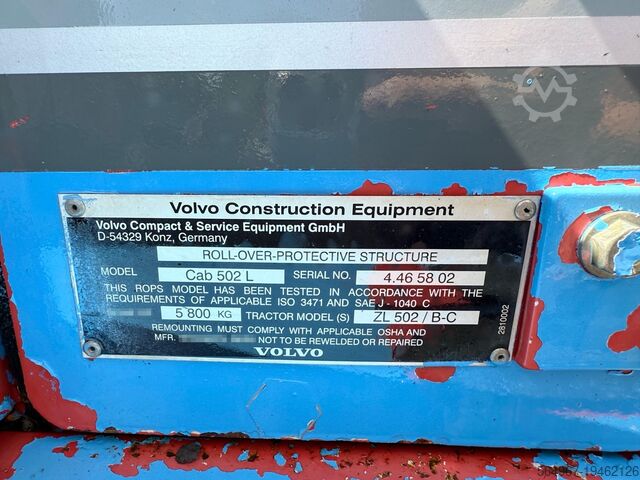 Volvo Construction Equipment
Volvo Compact & Service Equipment GmbH
D-54329 Konz, Germany
ROLL-OVER-PROTECTIVE STRUCTURE
MODEL Cab 502 L SERIAL NO. 4.46 58 02
THIS ROPS MODEL HAS BEEN TESTED IN ACCORDANCE WITH THE
REQUIREMENTS OF APPLICABLE ISO 3471 AND SAE J - 1040 C
5 800 KG TRACTOR MODEL (S) ZL 502 / B-C
REMOUNTING MUST COMPLY WITH APPLICABLE OSHA AND
MFR. NOT TO BE REWELDED OR REPAIRED
VOLVO
2810002
504967 19462126